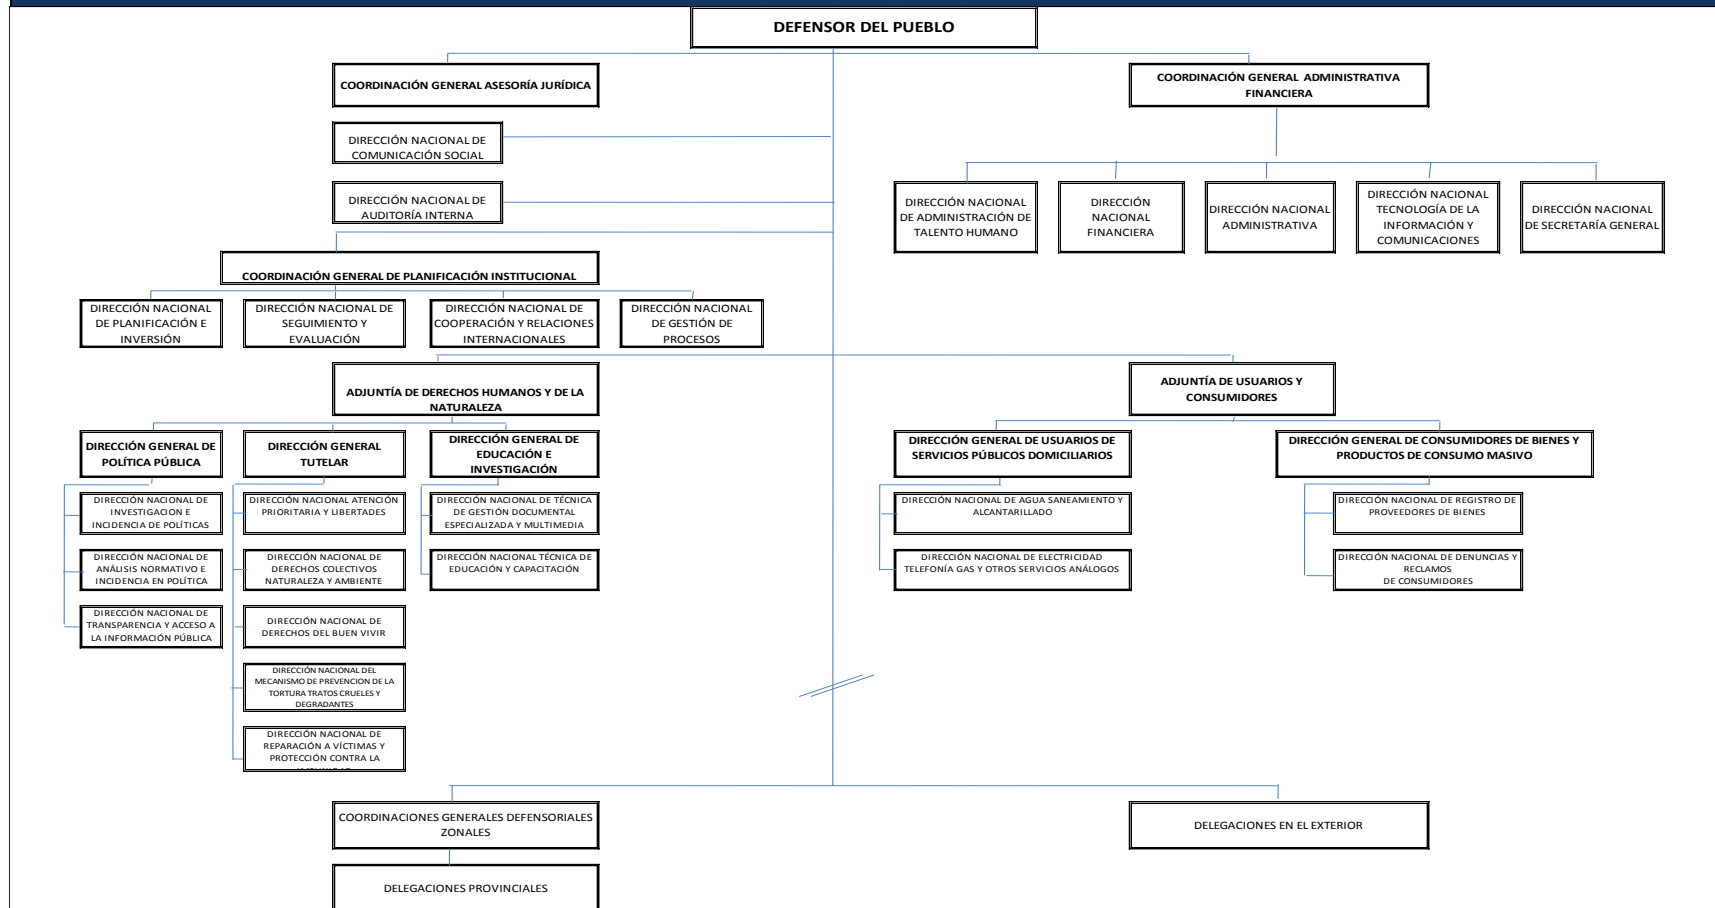 DEFENSOR DEL PUEBLO
COORDINACIÓN GENERAL ASESORÍA JURÍDICA
COORDINACIÓN GENERAL ADMINISTRATIVA
FINANCIERA
DIRECCIÓN NACIONAL DE
COMUNICACIÓN SOCIAL
DIRECCIÓN NACIONAL DE
AUDITORÍA INTERNA
DIRECCIÓN NACIONAL
DE ADMINISTRACIÓN DE
TALENTO HUMANO
DIRECCIÓN
NACIONAL
FINANCIERA
DIRECCIÓN NACIONAL
ADMINISTRATIVA
DIRECCIÓN NACIONAL
TECNOLOGÍA DE LA
INFORMACIÓN Y
COMUNICACIONES
DIRECCIÓN NACIONAL
DE SECRETARÍA GENERAL
COORDINACIÓN GENERAL DE PLANIFICACIÓN INSTITUCIONAL
DIRECCIÓN NACIONAL
DE PLANIFICACIÓN E
INVERSIÓN
DIRECCIÓN NACIONAL DE
SEGUIMIENTO Y
EVALUACIÓN
DIRECCIÓN NACIONAL DE
COOPERACIÓN Y RELACIONES
INTERNACIONALES
DIRECCIÓN NACIONAL
DE GESTIÓN DE
PROCESOS
ADJUNTÍA DE DERECHOS HUMANOS Y DE LA
NATURALEZA
ADJUNTÍA DE USUARIOS Y
CONSUMIDORES
DIRECCIÓN GENERAL DE
POLÍTICA PÚBLICA
DIRECCIÓN GENERAL
TUTELAR
DIRECCIÓN GENERAL DE
EDUCACIÓN E
INVESTIGACIÓN
DIRECCIÓN GENERAL DE USUARIOS DE
SERVICIOS PÚBLICOS DOMICILIARIOS
DIRECCIÓN GENERAL DE CONSUMIDORES DE BIENES Y
PRODUCTOS DE CONSUMO MASIVO
DIRECCIÓN NACIONAL DE
INVESTIGACION E
INCIDENCIA DE POLÍTICAS
DIRECCIÓN NACIONAL ATENCIÓN
PRIORITARIA Y LIBERTADES
DIRECCIÓN NACIONAL DE TÉCNICA
DE GESTIÓN DOCUMENTAL
ESPECIALIZADA Y MULTIMEDIA
DIRECCIÓN NACIONAL DE AGUA SANEAMIENTO Y
ALCANTARILLADO
DIRECCIÓN NACIONAL DE REGISTRO DE
PROVEEDORES DE BIENES
DIRECCIÓN NACIONAL DE
ANÁLISIS NORMATIVO E
INCIDENCIA EN POLÍTICA
DIRECCIÓN NACIONAL DE
DERECHOS COLECTIVOS
NATURALEZA Y AMBIENTE
DIRECCIÓN NACIONAL TÉCNICA DE
EDUCACIÓN Y CAPACITACIÓN
DIRECCIÓN NACIONAL DE ELECTRICIDAD
TELEFONÍA GAS Y OTROS SERVICIOS ANÁLOGOS
DIRECCIÓN NACIONAL DE DENUNCIAS Y
RECLAMOS
DE CONSUMIDORES
DIRECCIÓN NACIONAL DE
TRANSPARENCIA Y ACCESO A
LA INFORMACIÓN PÚBLICA
DIRECCIÓN NACIONAL DE
DERECHOS DEL BUEN VIVIR
DIRECCIÓN NACIONAL DEL
MECANISMO DE PREVENCION DE LA
TORTURA TRATOS CRUELES Y
DEGRADANTES
DIRECCIÓN NACIONAL DE
REPARACIÓN A VÍCTIMAS Y
PROTECCIÓN CONTRA LA
COORDINACIONES GENERALES DEFENSORIALES
ZONALES
DELEGACIONES EN EL EXTERIOR
DELEGACIONES PROVINCIALES